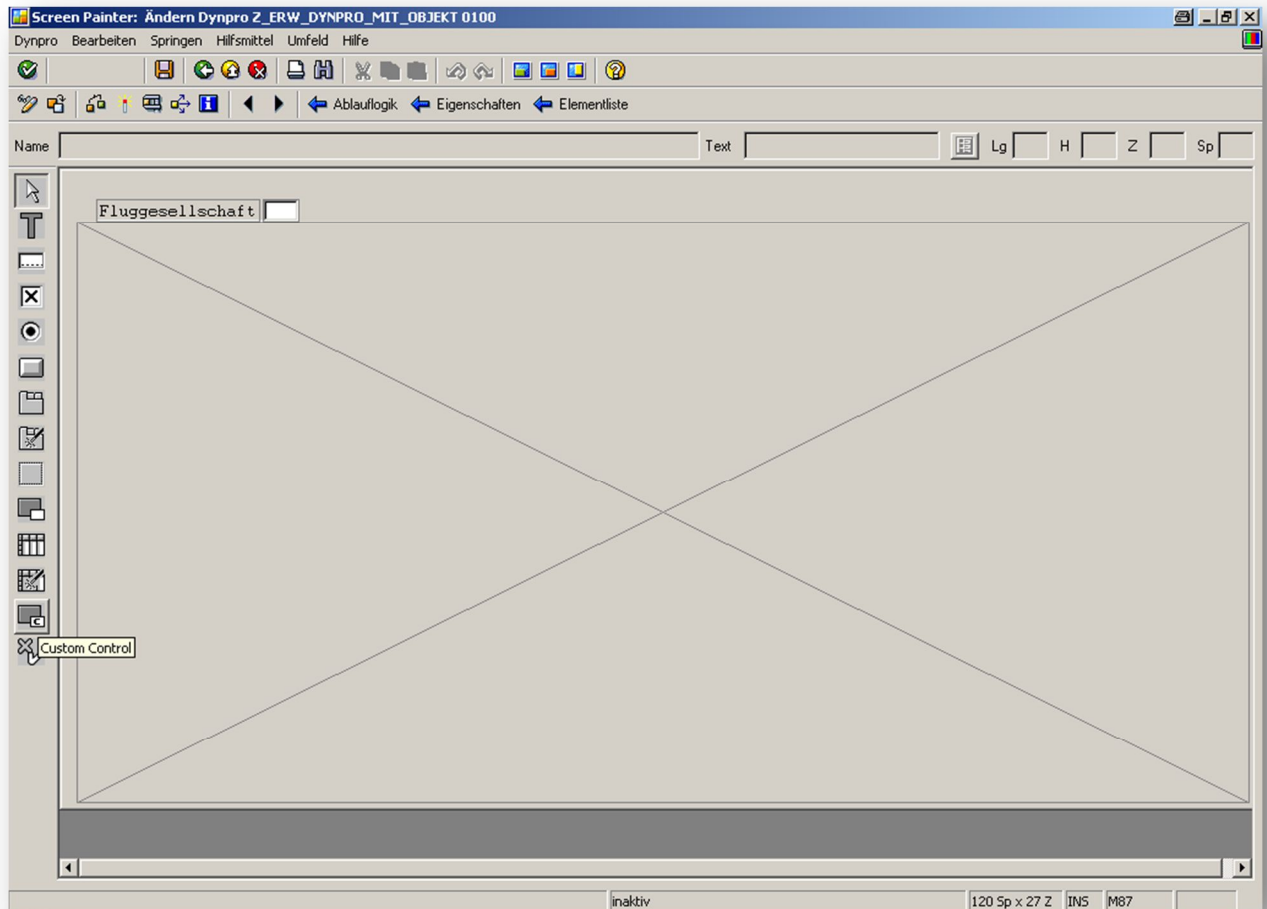 Screen Painter: Ändern Dynpro Z_ERW_DYNPRO_MIT_OBJEKT 0100
Dynpro Bearbeiten Springen Hilfsmittel Umfeld Hilfe
Ablauflogik Eigenschaften Elementliste
Name Text Lg H Z Sp
Fluggesellschaft
Custom Control
inaktiv 120 Sp x 27 Z INS M87